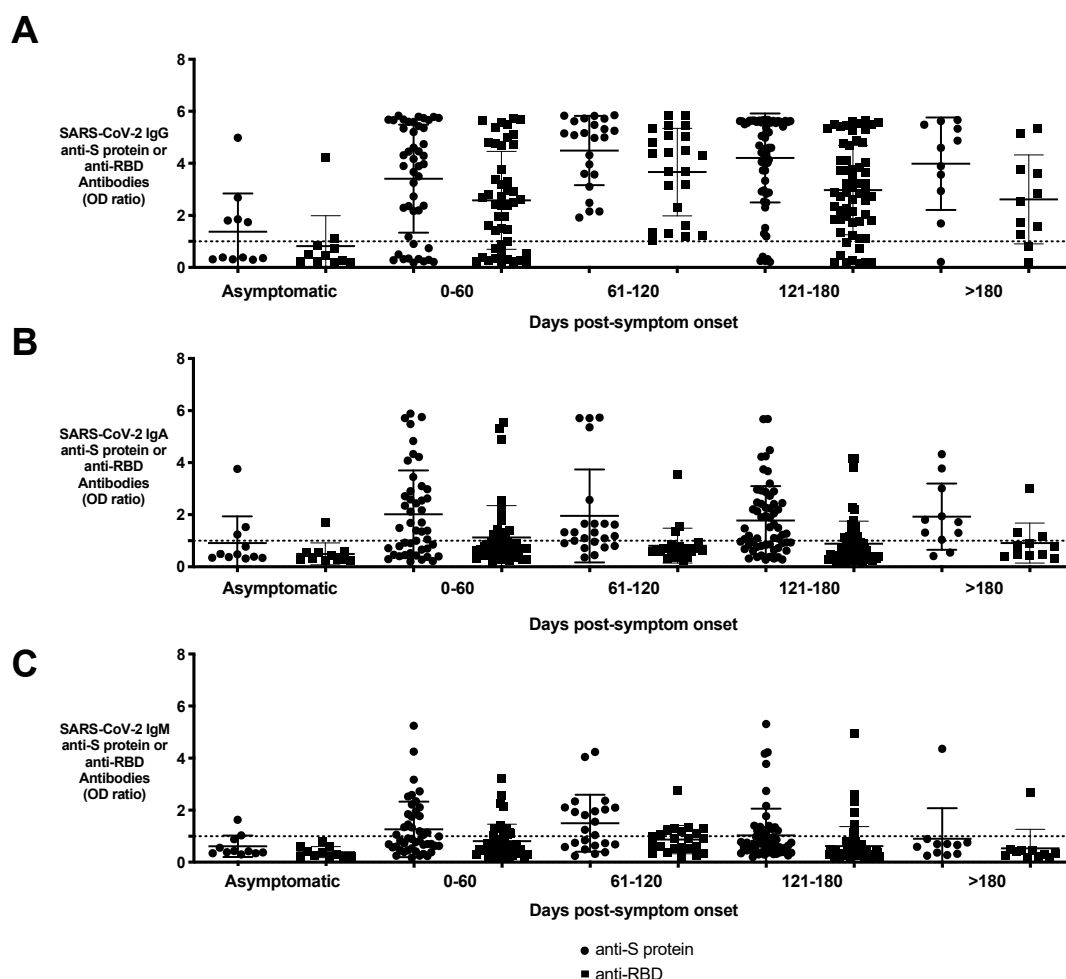 A
SARS-CoV-2 IgG
anti-S protein or
anti-RBD
Antibodies
(OD ratio)
8
6
4
2
0
Asymptomatic 0-60 61-120 121-180 >180
Days post-symptom onset
B
SARS-CoV-2 IgA
anti-S protein or
anti-RBD
Antibodies
(OD ratio)
8
6
4
2
0
Asymptomatic 0-60 61-120 121-180 >180
Days post-symptom onset
C
SARS-CoV-2 IgM
anti-S protein or
anti-RBD
Antibodies
(OD ratio)
8
6
4
2
0
Asymptomatic 0-60 61-120 121-180 >180
Days post-symptom onset
anti-S protein
anti-RBD